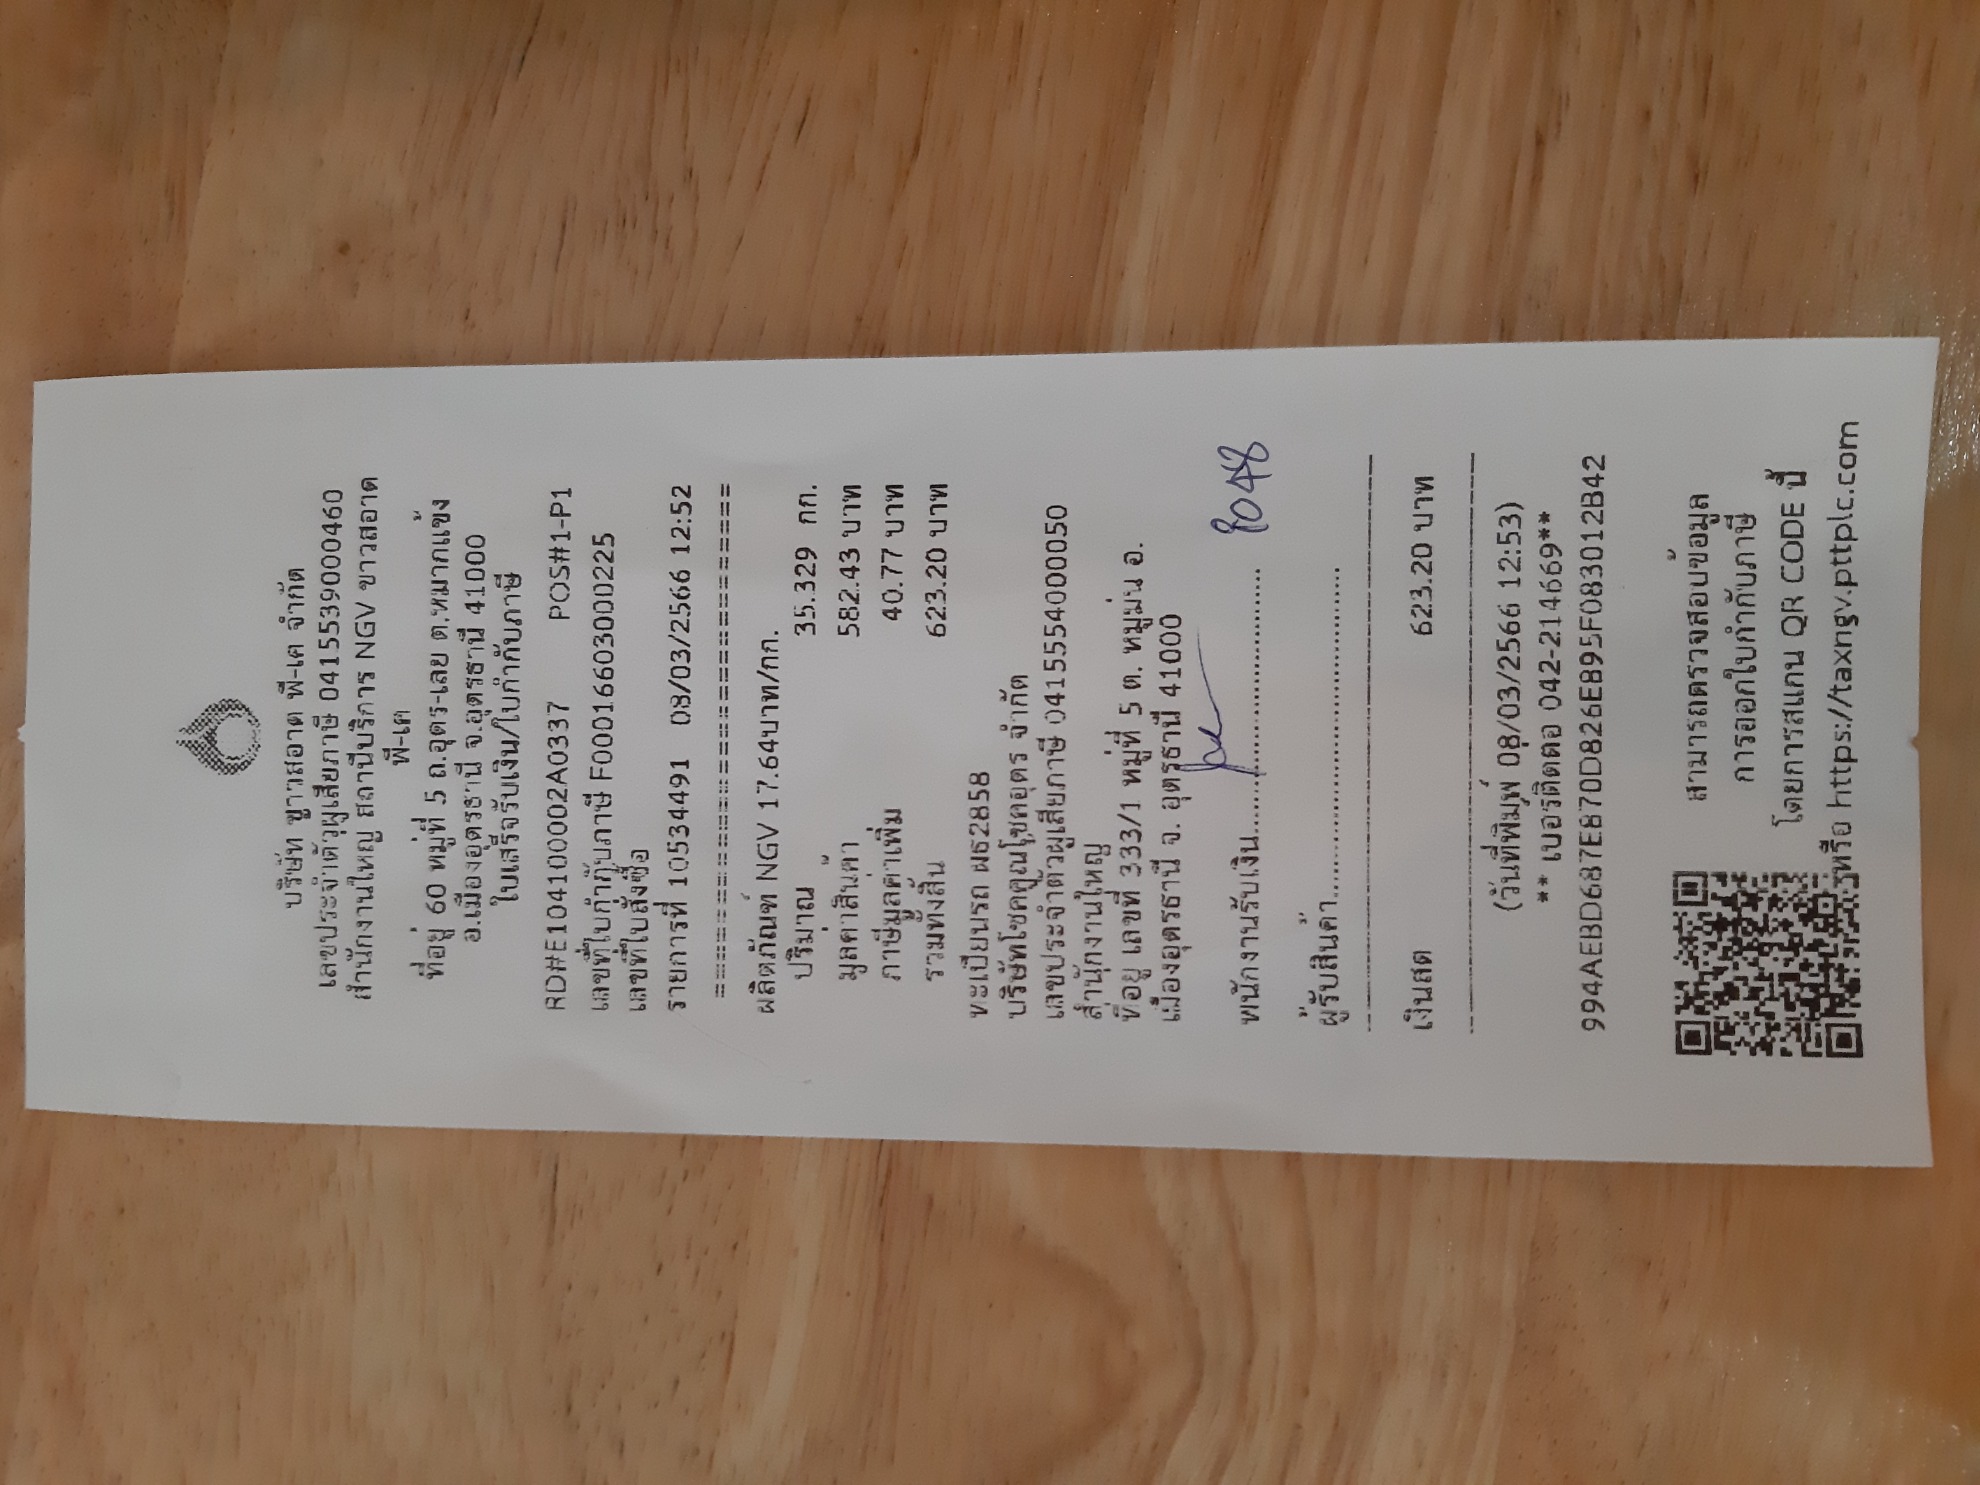 บริษัท ขาวสอาด พี-เค จำกัด
เลขประจำตัวผู้เสียภาษี 0415539000460
สำนักงานใหญ่ สถานีบริการ NGV ขาวสอาด
พี-เค
ที่อยู่ 60 หมู่ที่ 5 ถ.อุดร-เลย ต.หมากแข้ง
อ.เมืองอุดรธานี จ.อุดรธานี 41000
ใบเสร็จรับเงิน/ใบกำกับภาษี
RD#E104100002A0337 POS#1-P1
เลขที่ใบกำกับภาษี F000166030000225
เลขที่ใบสั่งซื้อ
รายการที่ 10534491 08/03/2566 12:52
==============================
ผลิตภัณฑ์ NGV 17.64บาท/กก.
ปริมาณ 35.329 กก.
มูลค่าสินค้า 582.43 บาท
ภาษีมูลค่าเพิ่ม 40.77 บาท
รวมทั้งสิ้น 623.20 บาท
ทะเบียนรถ ผธ2858
บริษัทโชคคูณโชคอุดร จำกัด
เลขประจำตัวผู้เสียภาษี 0415554000050
สำนักงานใหญ่
ที่อยู่ เลขที่ 333/1 หมู่ที่ 5 ต. หมูม่น อ.
เมืองอุดรธานี จ. อุดรธานี 41000
พนักงานรับเงิน.............................. 8048
ผู้รับสินค้า..............................
เงินสด 623.20 บาท
(วันที่พิมพ์ 08/03/2566 12:53)
** เบอร์ติดต่อ 042-214669**
994AEBD687E870D826EB95F083012B42
สามารถตรวจสอบข้อมูล
การออกใบกำกับภาษี
โดยการสแกน QR CODE นี้
หรือ https://taxngv.pttplc.com